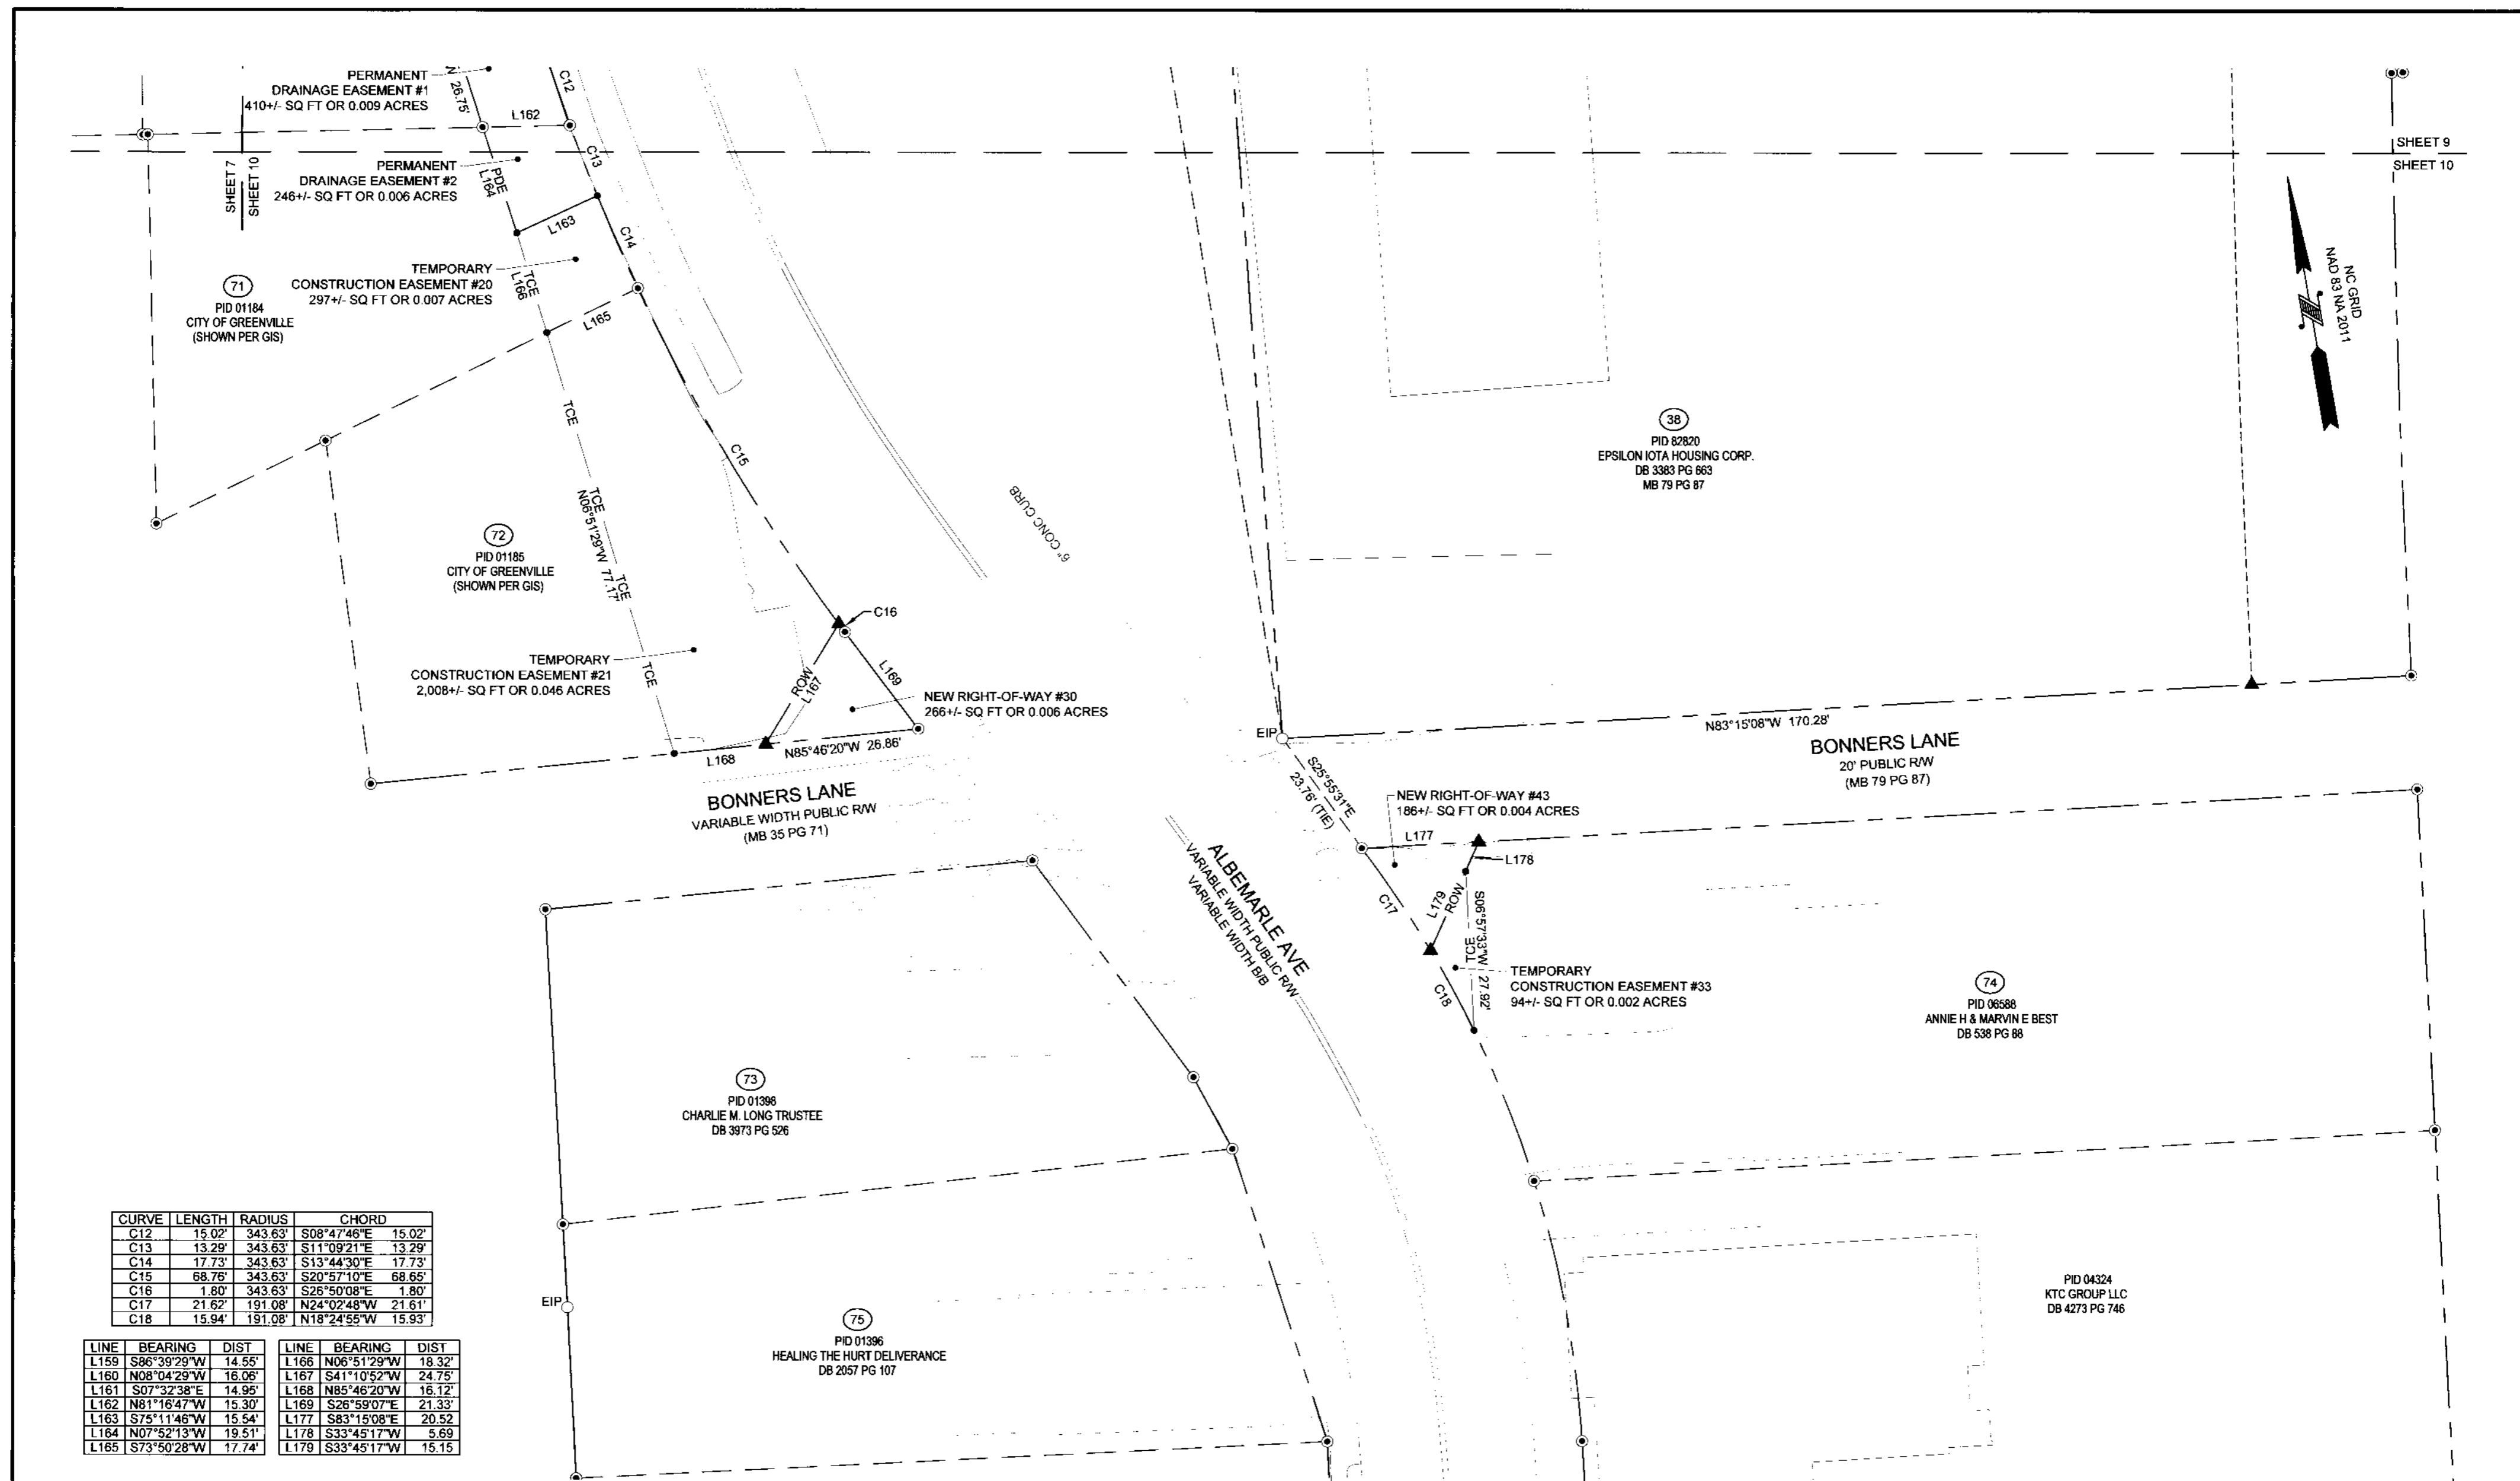 PERMANENT
DRAINAGE EASEMENT #1
410+/- SQ FT OR 0.009 ACRES
N 26.75'
C12
L162
C13
SHEET 7
SHEET 10
PERMANENT
DRAINAGE EASEMENT #2
246+/- SQ FT OR 0.006 ACRES
PDE
L164
L163
C14
TEMPORARY
CONSTRUCTION EASEMENT #20
297+/- SQ FT OR 0.007 ACRES
TCE
L166
L165
71
PID 01184
CITY OF GREENVILLE
(SHOWN PER GIS)
SHEET 9
SHEET 10
NC GRID
NAD 83 NA 2011
38
PID 82820
EPSILON IOTA HOUSING CORP.
DB 3383 PG 663
MB 79 PG 87
TCE
C15
6" CONC CURB
72
PID 01185
CITY OF GREENVILLE
(SHOWN PER GIS)
TCE
N06°51'29"W 77.17'
TCE
TCE
C16
TEMPORARY
CONSTRUCTION EASEMENT #21
2,008+/- SQ FT OR 0.046 ACRES
ROW
L167
L169
NEW RIGHT-OF-WAY #30
266+/- SQ FT OR 0.006 ACRES
L168
N85°46'20"W 26.86'
BONNERS LANE
VARIABLE WIDTH PUBLIC R/W
(MB 35 PG 71)
EIP
N83°15'08"W 170.28'
BONNERS LANE
20' PUBLIC R/W
(MB 79 PG 87)
S25°55'31"E
23.76' (TIE)
NEW RIGHT-OF-WAY #43
186+/- SQ FT OR 0.004 ACRES
L177
L178
C17
L179
ROW
S06°57'33"W 27.92'
TCE
C18
TEMPORARY
CONSTRUCTION EASEMENT #33
94+/- SQ FT OR 0.002 ACRES
ALBEMARLE AVE
VARIABLE WIDTH PUBLIC R/W
VARIABLE WIDTH B/B
74
PID 06588
ANNIE H & MARVIN E BEST
DB 538 PG 88
73
PID 01398
CHARLIE M. LONG TRUSTEE
DB 3973 PG 526
EIP
75
PID 01396
HEALING THE HURT DELIVERANCE
DB 2057 PG 107
PID 04324
KTC GROUP LLC
DB 4273 PG 746
CURVE LENGTH RADIUS CHORD
C12 15.02' 343.63' S08°47'46"E 15.02'
C13 13.29' 343.63' S11°09'21"E 13.29'
C14 17.73' 343.63' S13°44'30"E 17.73'
C15 68.76' 343.63' S20°57'10"E 68.65'
C16 1.80' 343.63' S26°50'08"E 1.80'
C17 21.62' 191.08' N24°02'48"W 21.61'
C18 15.94' 191.08' N18°24'55"W 15.93'
LINE BEARING DIST
L159 S86°39'29"W 14.55'
L160 N08°04'29"W 16.06'
L161 S07°32'38"E 14.95'
L162 N81°16'47"W 15.30'
L163 S75°11'46"W 15.54'
L164 N07°52'13"W 19.51'
L165 S73°50'28"W 17.74'
LINE BEARING DIST
L166 N06°51'29"W 18.32'
L167 S41°10'52"W 24.75'
L168 N85°46'20"W 16.12'
L169 S26°59'07"E 21.33'
L177 S83°15'08"E 20.52
L178 S33°45'17"W 5.69
L179 S33°45'17"W 15.15